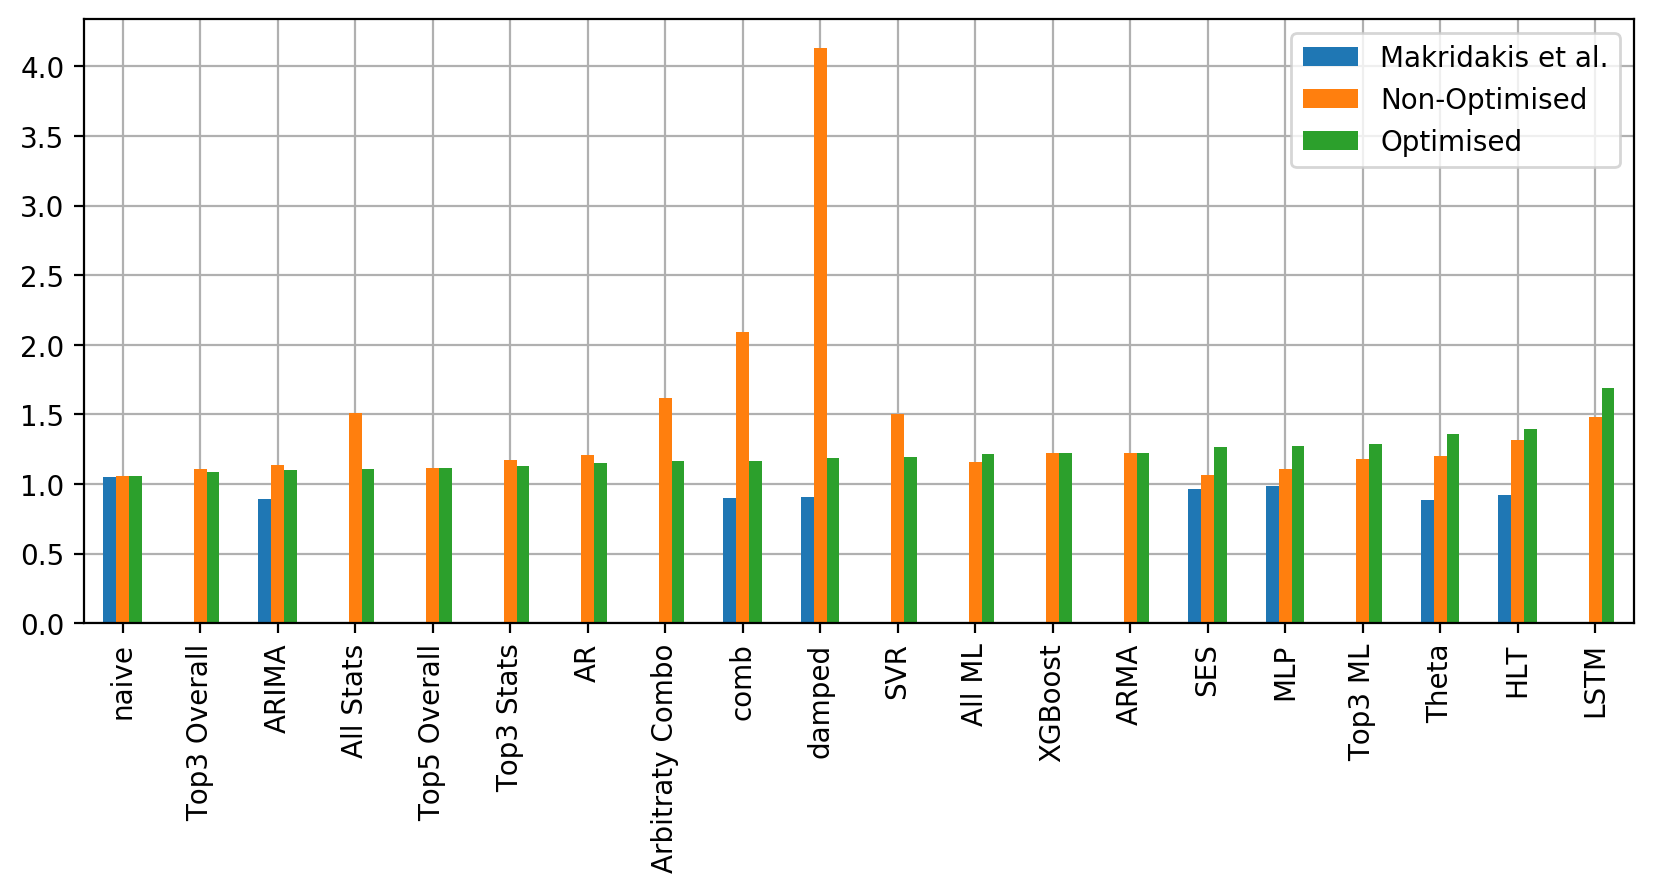 4.0
3.5
3.0
2.5
2.0
1.5
1.0
0.5
0.0
Makridakis et al.
Non-Optimised
Optimised
naive
Top3 Overall
ARIMA
All Stats
Top5 Overall
Top3 Stats
AR
Arbitraty Combo
comb
damped
SVR
All ML
XGBoost
ARMA
SES
MLP
Top3 ML
Theta
HLT
LSTM